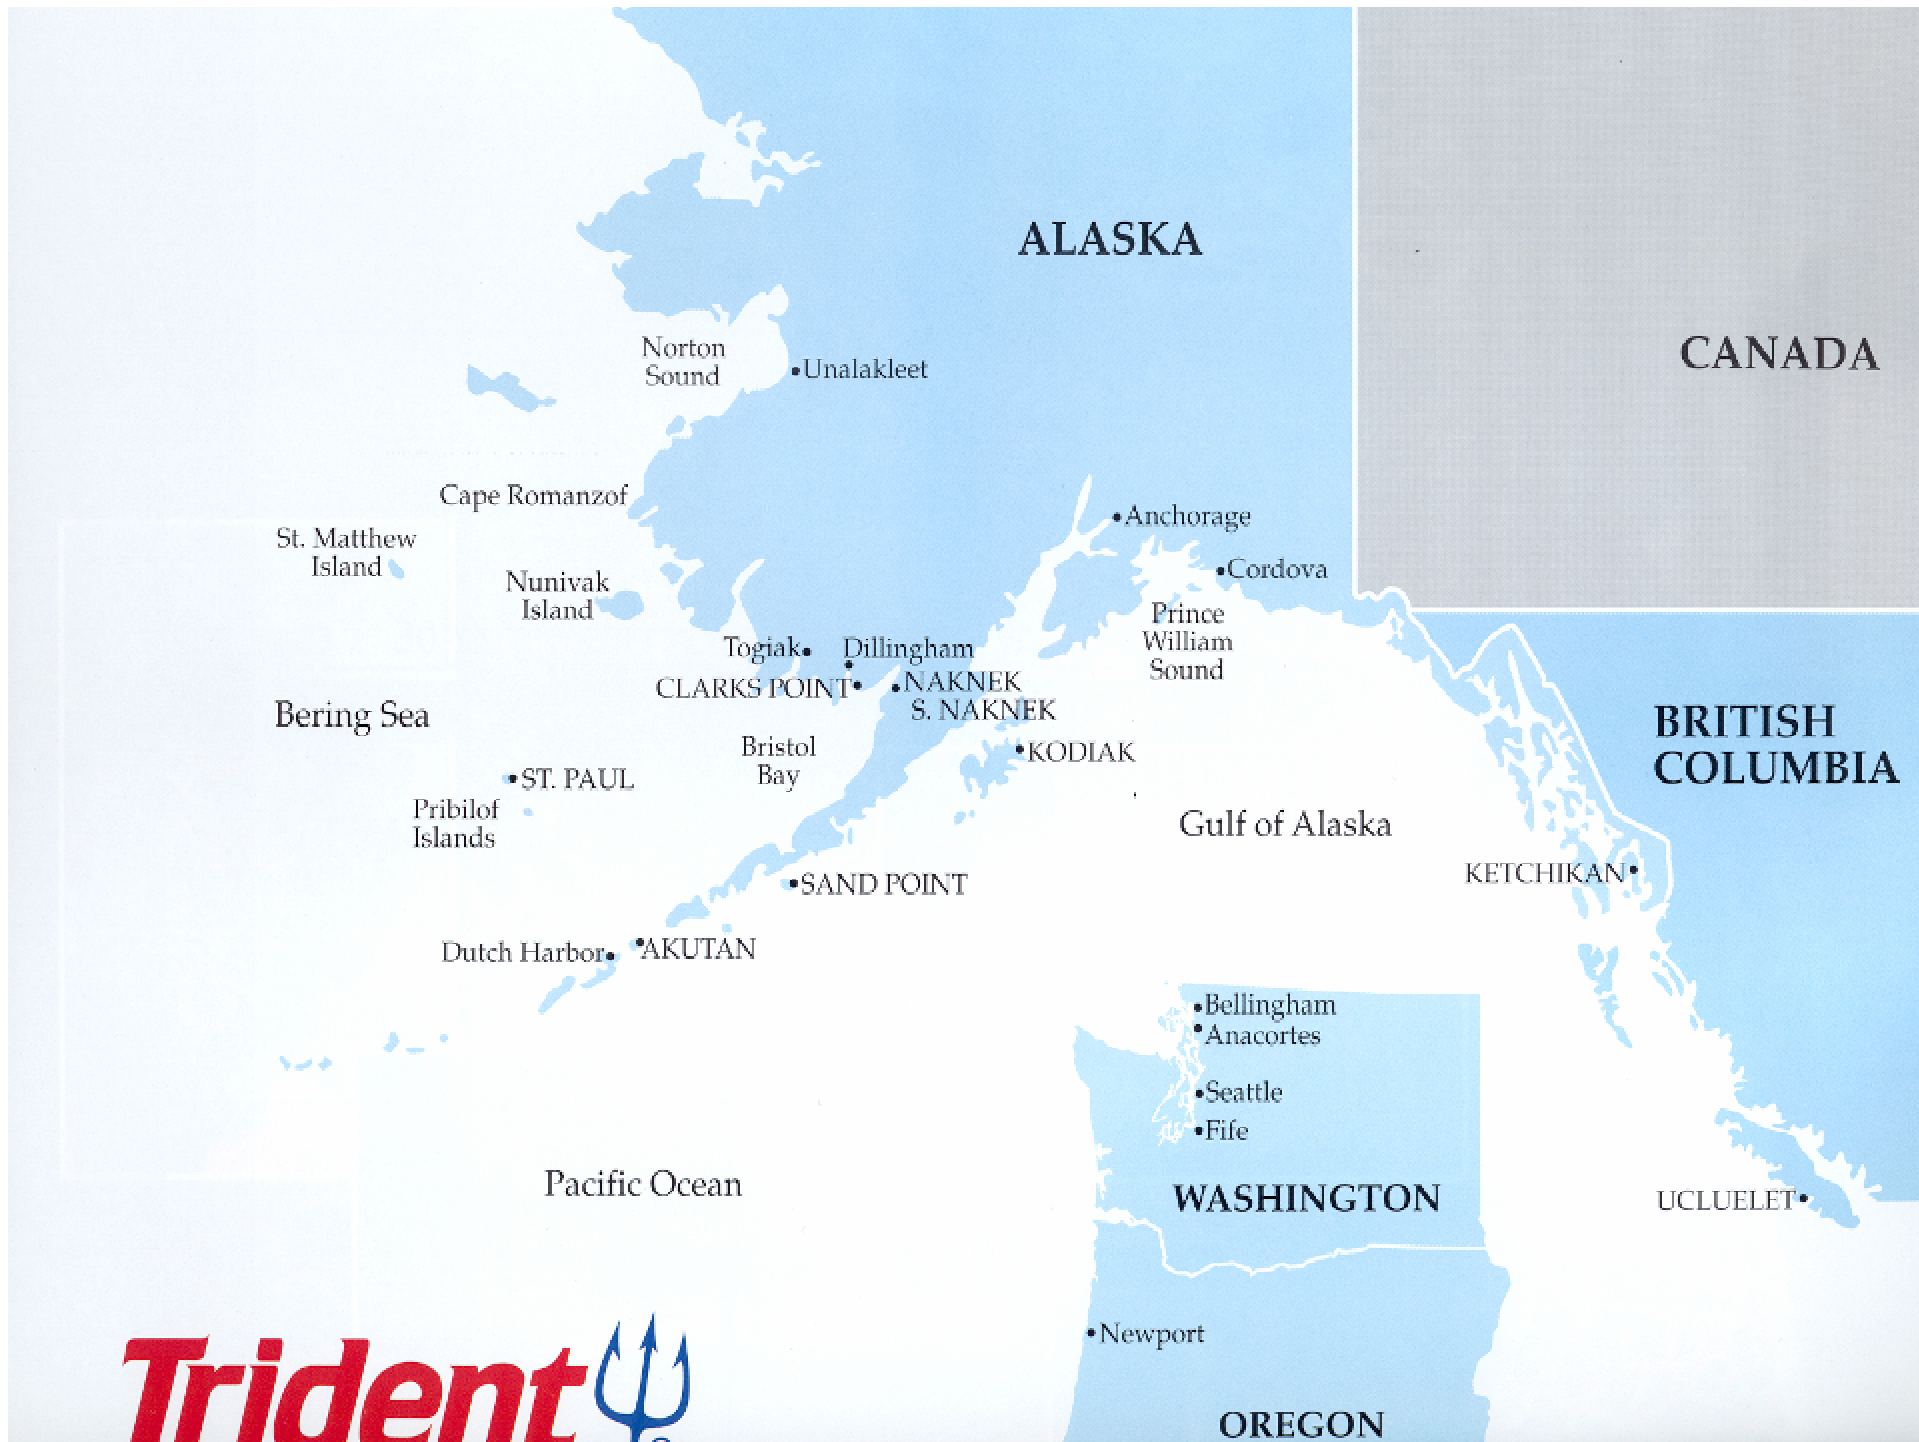 ALASKA
CANADA
Norton
Sound
Unalakleet
Cape Romanzof
St. Matthew
Island
Anchorage
Nunivak
Island
Cordova
Prince
William
Sound
Togiak
Dillingham
CLARKS POINT
NAKNEK
S. NAKNEK
Bering Sea
BRITISH
COLUMBIA
Bristol
Bay
KODIAK
ST. PAUL
Pribilof
Islands
Gulf of Alaska
KETCHIKAN
SAND POINT
Dutch Harbor
AKUTAN
Bellingham
Anacortes
Seattle
Fife
Pacific Ocean
WASHINGTON
UCLUELET
Newport
Trident
OREGON